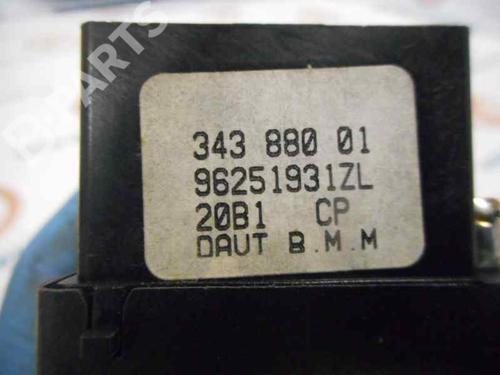 B-PARTS
343 880 01
96251931ZL
20B1 CP
DAUT B.M.M